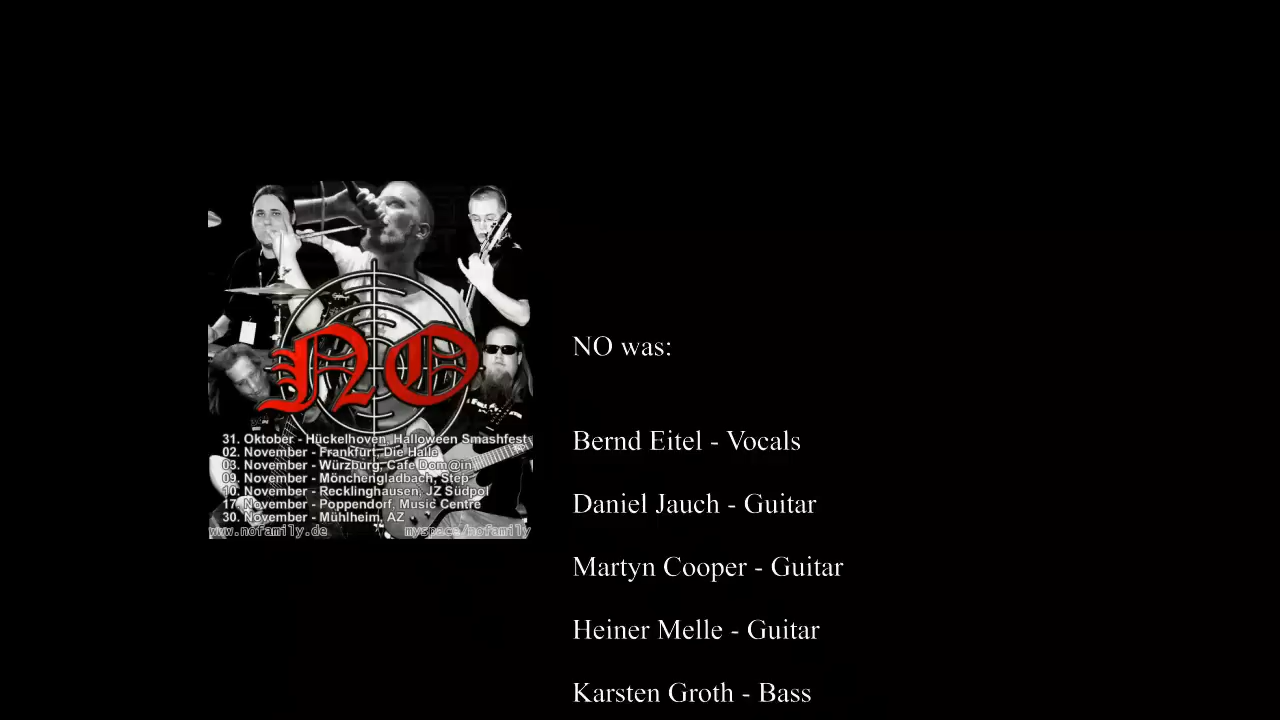 NO
31. Oktober - Hückelhoven, Halloween Smashfest
02. November - Frankfurt, Die Halle
03. November - Würzburg, Cafe Dom@in
09. November - Mönchengladbach, Step
10. November - Recklinghausen, JZ Südpol
17. November - Poppendorf, Music Centre
30. November - Mühlheim, AZ
www.nofamily.de myspace/nofamily
NO was:
Bernd Eitel - Vocals
Daniel Jauch - Guitar
Martyn Cooper - Guitar
Heiner Melle - Guitar
Karsten Groth - Bass